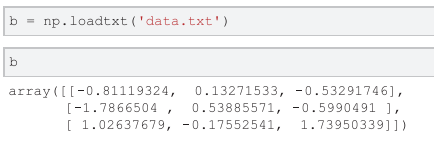 b = np.loadtxt('data.txt')
b
array([[-0.81119324,  0.13271533, -0.53291746],
       [-1.7866504 ,  0.53885571, -0.5990491 ],
       [ 1.02637679, -0.17552541,  1.73950339]])